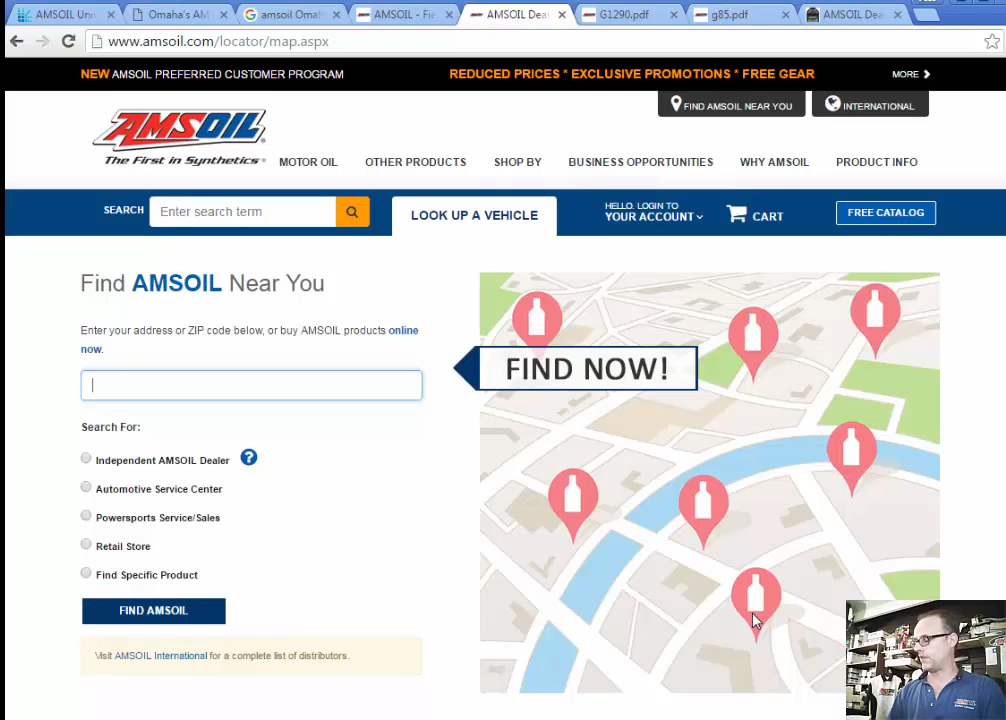 AMSOIL Uni
Omaha's AM
amsoil Omah
AMSOIL - Fie
AMSOIL Dea
G1290.pdf
g85.pdf
AMSOIL Dea
www.amsoil.com/locator/map.aspx
NEW AMSOIL PREFERRED CUSTOMER PROGRAM
REDUCED PRICES * EXCLUSIVE PROMOTIONS * FREE GEAR
MORE
FIND AMSOIL NEAR YOU
INTERNATIONAL
AMSOIL
The First in Synthetics®
MOTOR OIL
OTHER PRODUCTS
SHOP BY
BUSINESS OPPORTUNITIES
WHY AMSOIL
PRODUCT INFO
SEARCH
Enter search term
LOOK UP A VEHICLE
HELLO. LOGIN TO
YOUR ACCOUNT
CART
FREE CATALOG
Find AMSOIL Near You
Enter your address or ZIP code below, or buy AMSOIL products online
now.
FIND NOW!
Search For:
Independent AMSOIL Dealer ?
Automotive Service Center
Powersports Service/Sales
Retail Store
Find Specific Product
FIND AMSOIL
Visit AMSOIL International for a complete list of distributors.